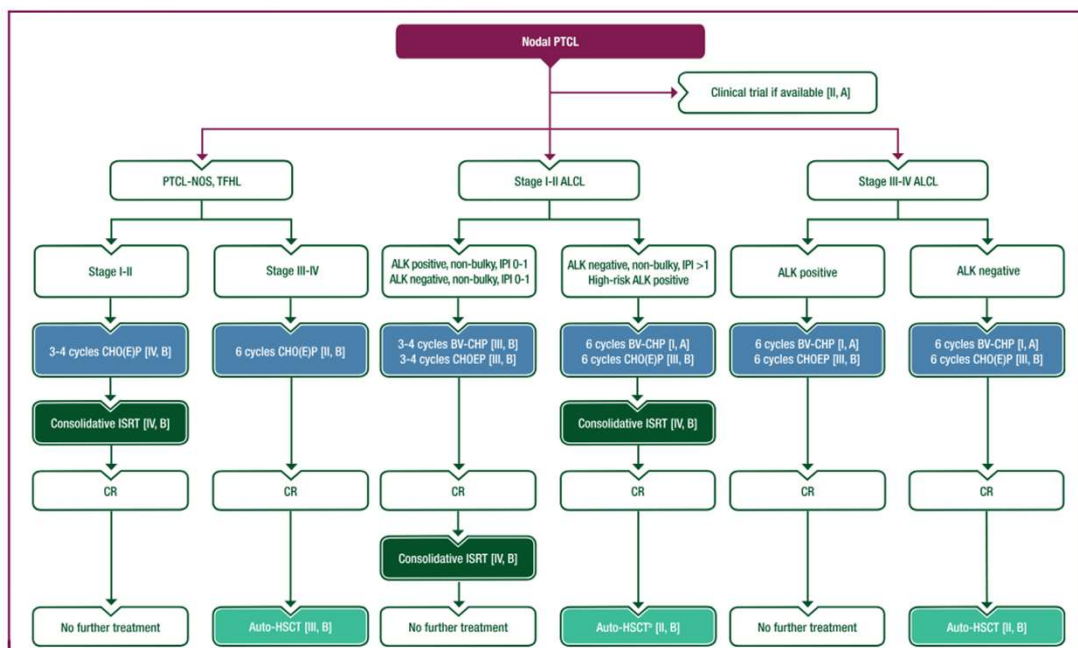 Nodal PTCL
Clinical trial if available [II, A]
PTCL-NOS, TFHL
Stage I-II ALCL
Stage III-IV ALCL
Stage I-II
Stage III-IV
ALK positive, non-bulky, IPI 0-1
ALK negative, non-bulky, IPI 0-1
ALK negative, non-bulky, IPI >1
High-risk ALK positive
ALK positive
ALK negative
3-4 cycles CHO(E)P [IV, B]
6 cycles CHO(E)P [II, B]
3-4 cycles BV-CHP [III, B]
3-4 cycles CHOEP [III, B]
6 cycles BV-CHP [I, A]
6 cycles CHO(E)P [III, B]
6 cycles BV-CHP [I, A]
6 cycles CHOEP [III, B]
6 cycles BV-CHP [I, A]
6 cycles CHO(E)P [III, B]
Consolidative ISRT [IV, B]
Consolidative ISRT [IV, B]
CR
CR
CR
CR
CR
CR
Consolidative ISRT [IV, B]
No further treatment
Auto-HSCT [III, B]
No further treatment
Auto-HSCTᵇ [II, B]
No further treatment
Auto-HSCT [II, B]